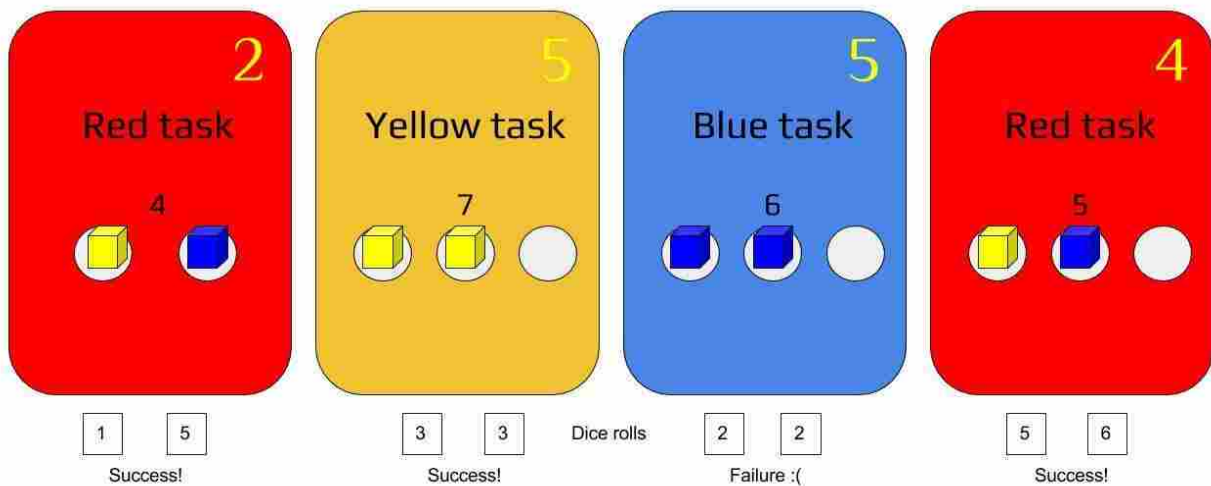 2
Red task
4
5
Yellow task
7
5
Blue task
6
4
Red task
5
1 5
3 3
Dice rolls
2 2
5 6
Success!
Success!
Failure :(
Success!